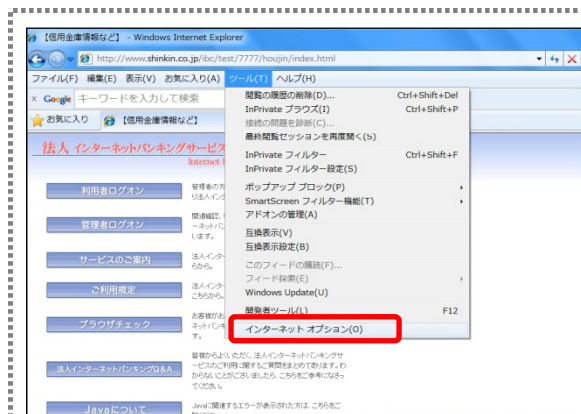 【信用金庫情報など】 - Windows Internet Explorer
http://www.shinkin.co.jp/ibc/test/7777/houjin/index.html
ファイル(F) 編集(E) 表示(V) お気に入り(A) ツール(T) ヘルプ(H)
× Google キーワードを入力して検索
お気に入り 【信用金庫情報など】
法人 インターネットバンキングサービス
Internet
閲覧の履歴の削除(D)... Ctrl+Shift+Del
InPrivate ブラウズ(I) Ctrl+Shift+P
接続の問題を診断(C)...
最終閲覧セッションを再度開く(S)
InPrivate フィルター Ctrl+Shift+F
InPrivate フィルター設定(S)
ポップアップ ブロック(P)
SmartScreen フィルター機能(T)
アドオンの管理(A)
互換表示(V)
互換表示設定(B)
このフィードの購読(F)...
フィード探索(E)
Windows Update(U)
開発者ツール(L) F12
インターネット オプション(O)
利用者ログオン
管理者ログオン
サービスのご案内
ご利用規定
ブラウザチェック
法人インターネットバンキングQ&A
皆様からよくいただく、法人インターネットバンキングサ
ービスのご利用に関するご質問をまとめてあります。わ
からないことがございましたら、こちらをご参考になさっ
てください。
Javaについて
Javaに関連するエラーが表示された方は、こちらをご